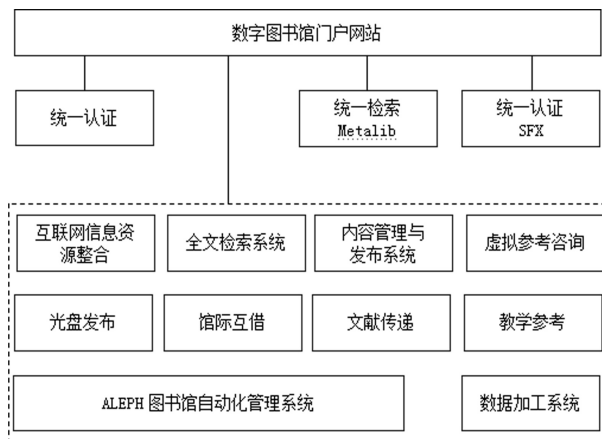 数字图书馆门户网站
统一认证
统一检索
Metalib
统一认证
SFX
互联网信息资
源整合
全文检索系统
内容管理与
发布系统
虚拟参考咨询
光盘发布
馆际互借
文献传递
教学参考
ALEPH 图书馆自动化管理系统
数据加工系统